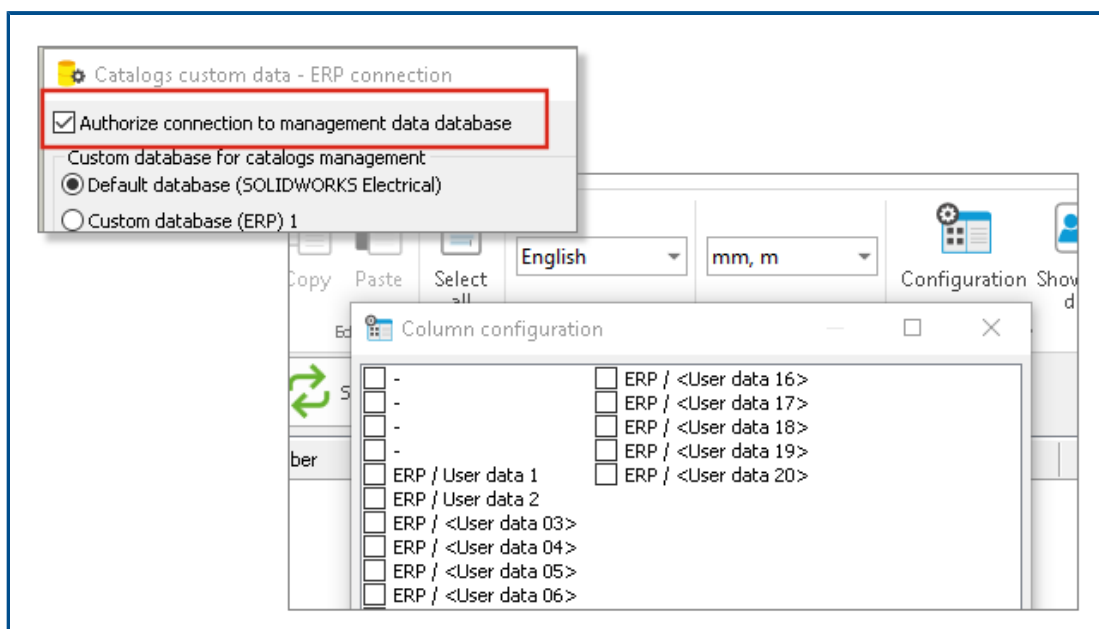 Catalogs custom data - ERP connection
Authorize connection to management data database
Custom database for catalogs management
Default database (SOLIDWORKS Electrical)
Custom database (ERP) 1
English
mm, m
Copy
Paste
Select
all
Configuration
Show
d
Ed
Column configuration
S
ber
-
-
-
-
ERP / User data 1
ERP / User data 2
ERP / <User data 03>
ERP / <User data 04>
ERP / <User data 05>
ERP / <User data 06>
ERP / <User data 16>
ERP / <User data 17>
ERP / <User data 18>
ERP / <User data 19>
ERP / <User data 20>